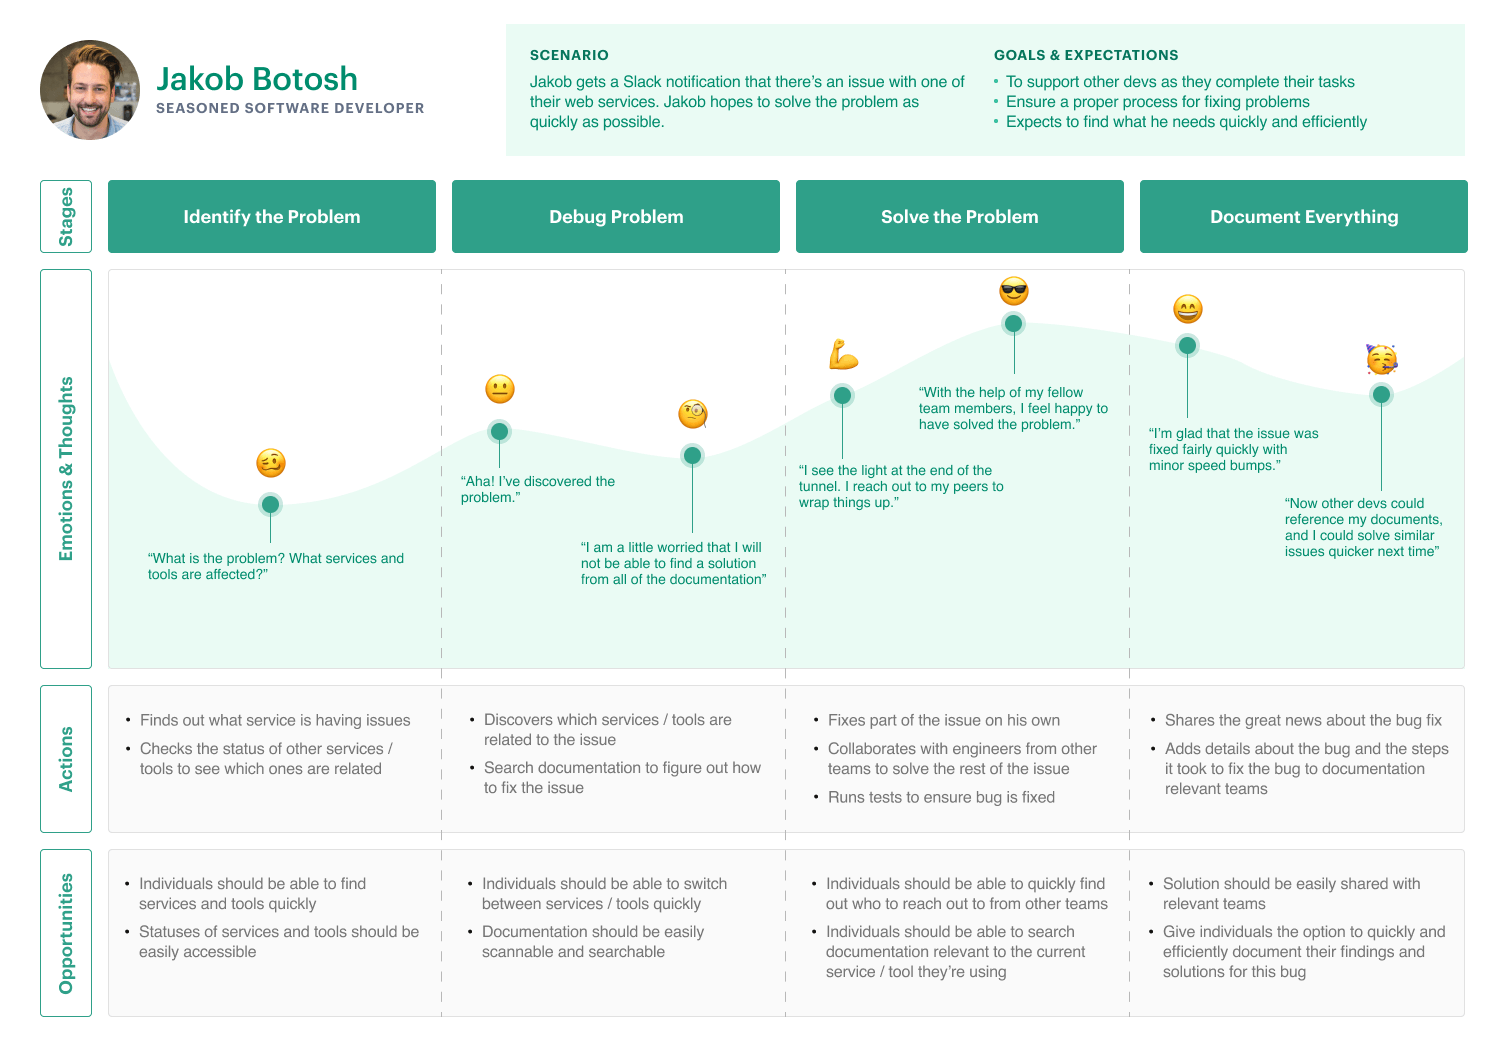 Jakob Botosh
SEASONED SOFTWARE DEVELOPER
SCENARIO
Jakob gets a Slack notification that there's an issue with one of
their web services. Jakob hopes to solve the problem as
quickly as possible.
GOALS & EXPECTATIONS
• To support other devs as they complete their tasks
• Ensure a proper process for fixing problems
• Expects to find what he needs quickly and efficiently
Stages
Identify the Problem
Debug Problem
Solve the Problem
Document Everything
Emotions & Thoughts
“What is the problem? What services and
tools are affected?”
“Aha! I've discovered the
problem.”
“I am a little worried that I will
not be able to find a solution
from all of the documentation”
“I see the light at the end of the
tunnel. I reach out to my peers to
wrap things up.”
“With the help of my fellow
team members, I feel happy to
have solved the problem.”
“I'm glad that the issue was
fixed fairly quickly with
minor speed bumps.”
“Now other devs could
reference my documents,
and I could solve similar
issues quicker next time”
Actions
• Finds out what service is having issues
• Checks the status of other services /
tools to see which ones are related
• Discovers which services / tools are
related to the issue
• Search documentation to figure out how
to fix the issue
• Fixes part of the issue on his own
• Collaborates with engineers from other
teams to solve the rest of the issue
• Runs tests to ensure bug is fixed
• Shares the great news about the bug fix
• Adds details about the bug and the steps
it took to fix the bug to documentation
relevant teams
Opportunities
• Individuals should be able to find
services and tools quickly
• Statuses of services and tools should be
easily accessible
• Individuals should be able to switch
between services / tools quickly
• Documentation should be easily
scannable and searchable
• Individuals should be able to quickly find
out who to reach out to from other teams
• Individuals should be able to search
documentation relevant to the current
service / tool they're using
• Solution should be easily shared with
relevant teams
• Give individuals the option to quickly and
efficiently document their findings and
solutions for this bug